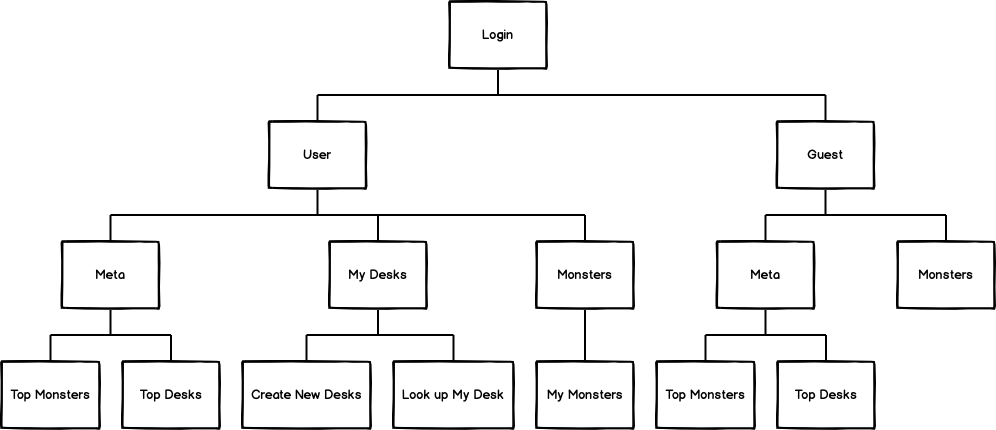 Login
User
Guest
Meta
My Desks
Monsters
Meta
Monsters
Top Monsters
Top Desks
Create New Desks
Look up My Desk
My Monsters
Top Monsters
Top Desks